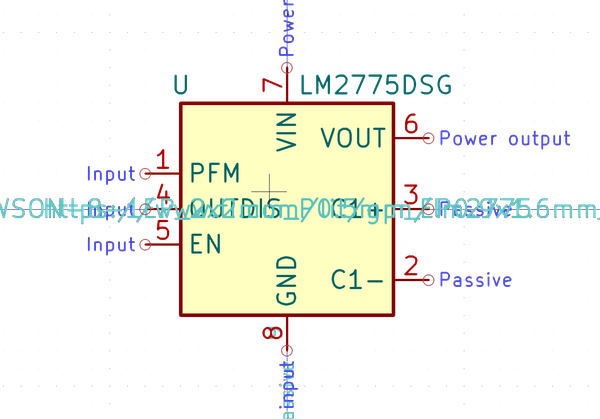 Power
U
LM2775DSG
7
VIN
VOUT
6
Power output
Input
1
PFM
4
OUTDIS
C1+
3
Passive
Input
5
EN
C1-
2
Passive
GND
8
input